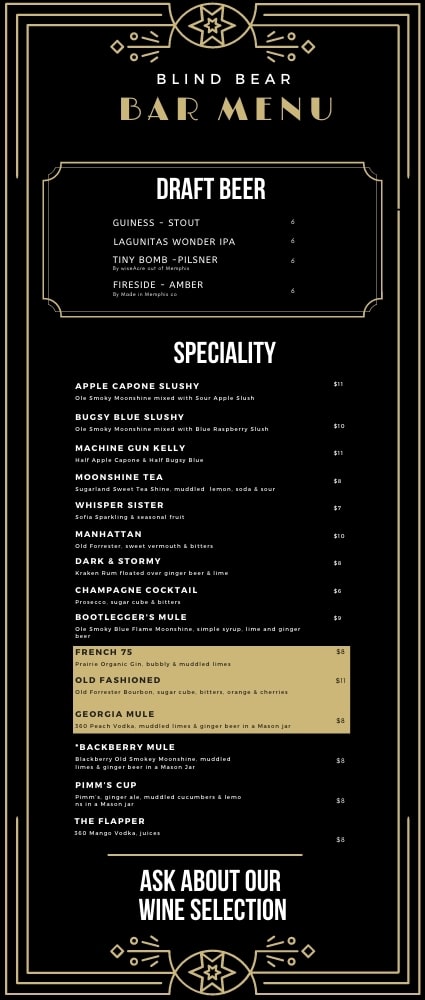 BLIND BEAR
BAR MENU
DRAFT BEER
GUINESS - STOUT 6
LAGUNITAS WONDER IPA 6
TINY BOMB -PILSNER 6
By wiseAcre out of Memphis
FIRESIDE - AMBER 6
By Made in Memphis co
SPECIALITY
APPLE CAPONE SLUSHY $11
Ole Smoky Moonshine mixed with Sour Apple Slush
BUGSY BLUE SLUSHY $10
Ole Smoky Moonshine mixed with Blue Raspberry Slush
MACHINE GUN KELLY $11
Half Apple Capone & Half Bugsy Blue
MOONSHINE TEA $8
Sugarland Sweet Tea Shine, muddled lemon, soda & sour
WHISPER SISTER $7
Sofia Sparkling & seasonal fruit
MANHATTAN $10
Old Forrester, sweet vermouth & bitters
DARK & STORMY $8
Kraken Rum floated over ginger beer & lime
CHAMPAGNE COCKTAIL $6
Prosecco, sugar cube & bitters
BOOTLEGGER'S MULE $9
Ole Smoky Blue Flame Moonshine, simple syrup, lime and ginger
beer
FRENCH 75 $8
Prairie Organic Gin, bubbly & muddled limes
OLD FASHIONED $11
Old Forrester Bourbon, sugar cube, bitters, orange & cherries
GEORGIA MULE
360 Peach Vodka, muddled limes & ginger beer in a Mason jar $8
*BACKBERRY MULE
Blackberry Old Smokey Moonshine, muddled
limes & ginger beer in a Mason Jar $8
PIMM'S CUP
Pimm's, ginger ale, muddled cucumbers & lemo
ns in a Mason jar $8
THE FLAPPER
360 Mango Vodka, juices $8
ASK ABOUT OUR
WINE SELECTION